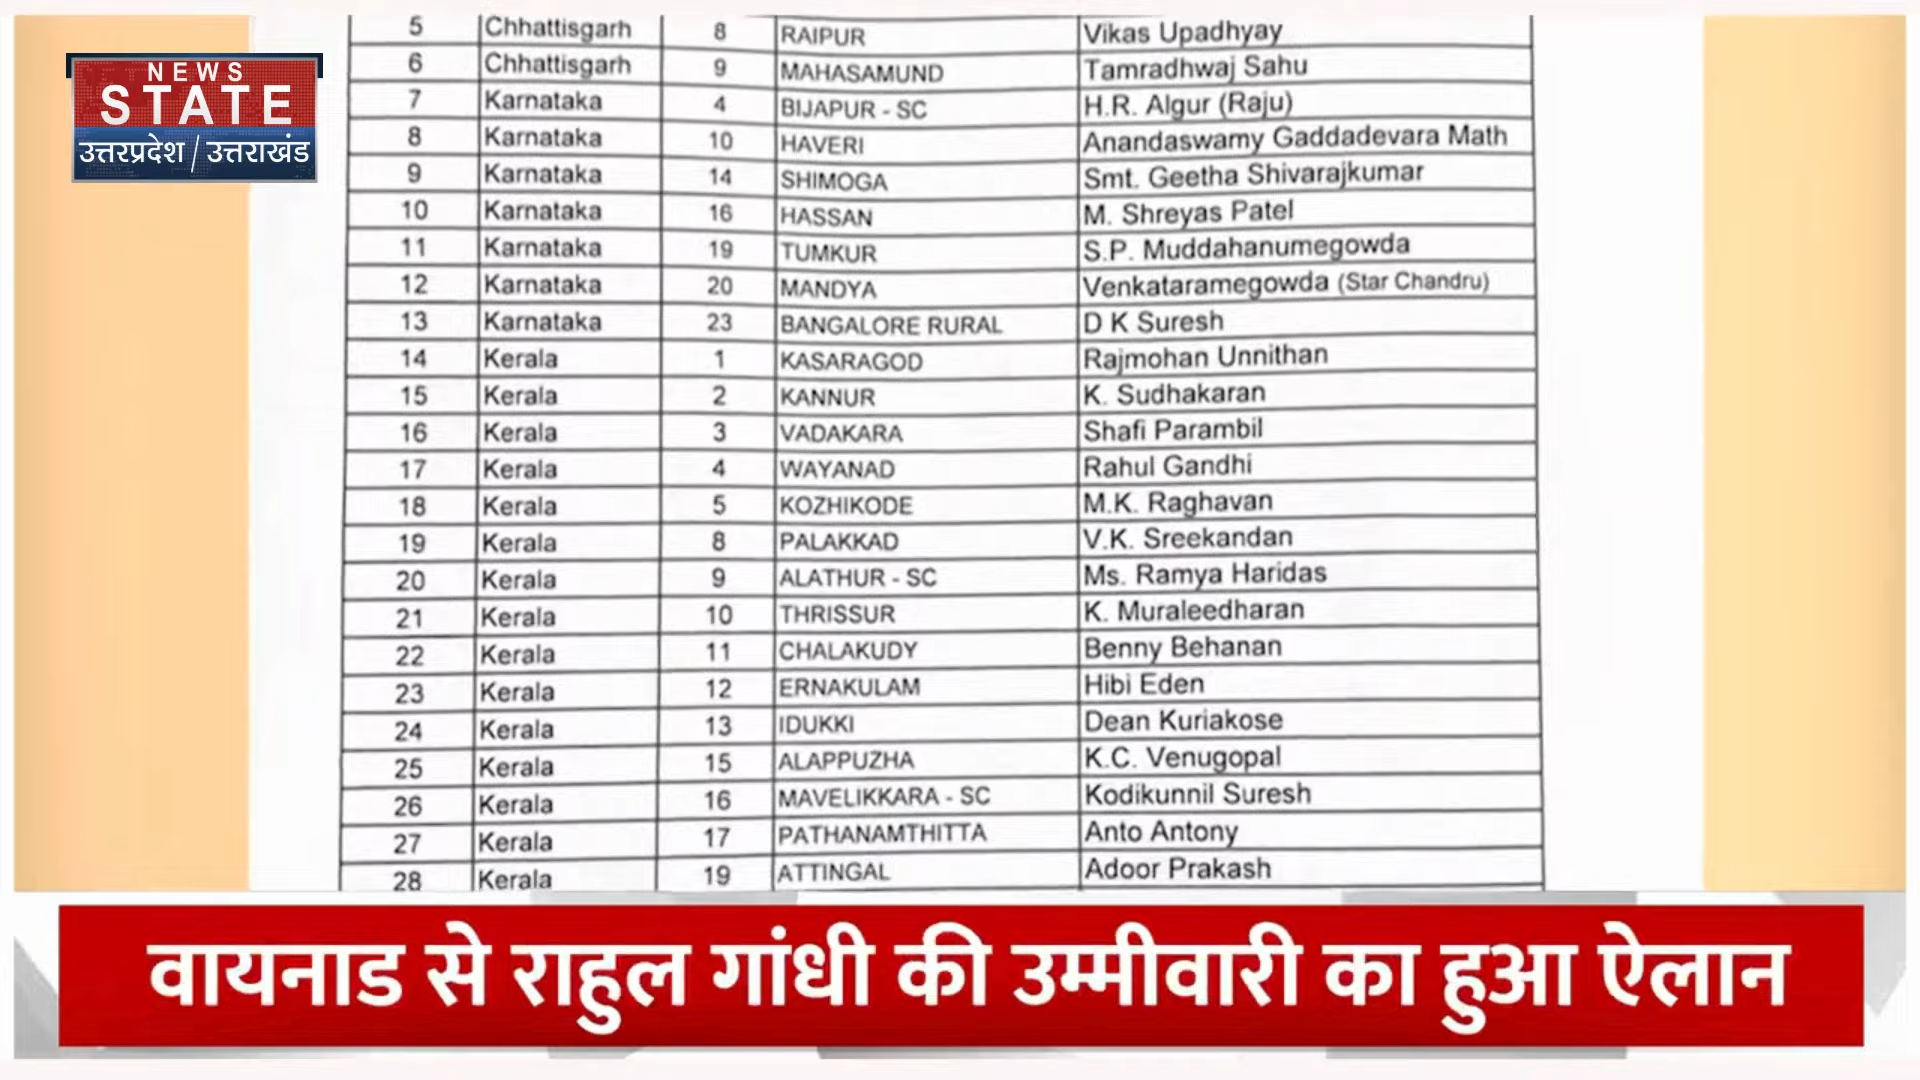 NEWS
STATE
उत्तरप्रदेश / उत्तराखंड
5 Chhattisgarh 8 RAIPUR Vikas Upadhyay
6 Chhattisgarh 9 MAHASAMUND Tamradhwaj Sahu
7 Karnataka 4 BIJAPUR - SC H.R. Algur (Raju)
8 Karnataka 10 HAVERI Anandaswamy Gaddadevara Math
9 Karnataka 14 SHIMOGA Smt. Geetha Shivarajkumar
10 Karnataka 16 HASSAN M. Shreyas Patel
11 Karnataka 19 TUMKUR S.P. Muddahanumegowda
12 Karnataka 20 MANDYA Venkataramegowda (Star Chandru)
13 Karnataka 23 BANGALORE RURAL D K Suresh
14 Kerala 1 KASARAGOD Rajmohan Unnithan
15 Kerala 2 KANNUR K. Sudhakaran
16 Kerala 3 VADAKARA Shafi Parambil
17 Kerala 4 WAYANAD Rahul Gandhi
18 Kerala 5 KOZHIKODE M.K. Raghavan
19 Kerala 8 PALAKKAD V.K. Sreekandan
20 Kerala 9 ALATHUR - SC Ms. Ramya Haridas
21 Kerala 10 THRISSUR K. Muraleedharan
22 Kerala 11 CHALAKUDY Benny Behanan
23 Kerala 12 ERNAKULAM Hibi Eden
24 Kerala 13 IDUKKI Dean Kuriakose
25 Kerala 15 ALAPPUZHA K.C. Venugopal
26 Kerala 16 MAVELIKKARA - SC Kodikunnil Suresh
27 Kerala 17 PATHANAMTHITTA Anto Antony
28 Kerala 19 ATTINGAL Adoor Prakash
वायनाड से राहुल गांधी की उम्मीवारी का हुआ ऐलान